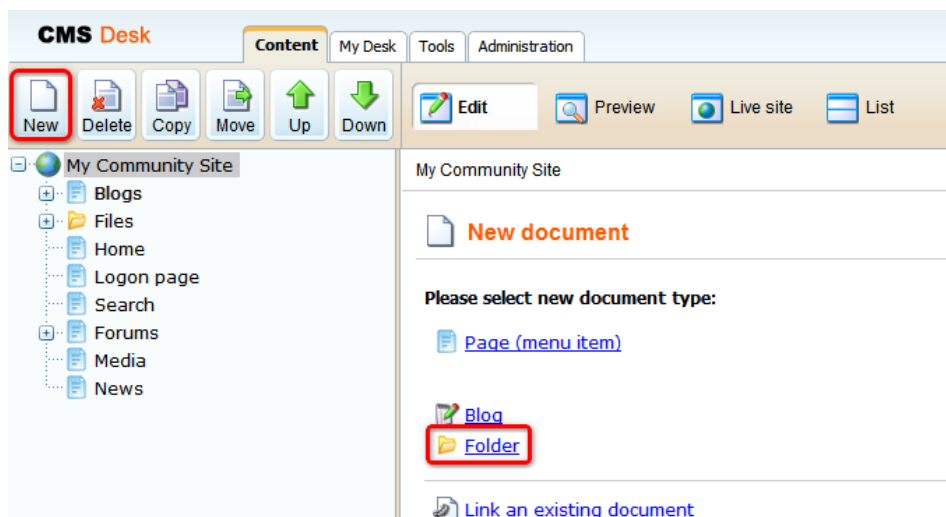 CMS Desk
Content My Desk Tools Administration
New Delete Copy Move Up Down
Edit Preview Live site List
My Community Site
Blogs
Files
Home
Logon page
Search
Forums
Media
News
My Community Site
New document
Please select new document type:
Page (menu item)
Blog
Folder
Link an existing document